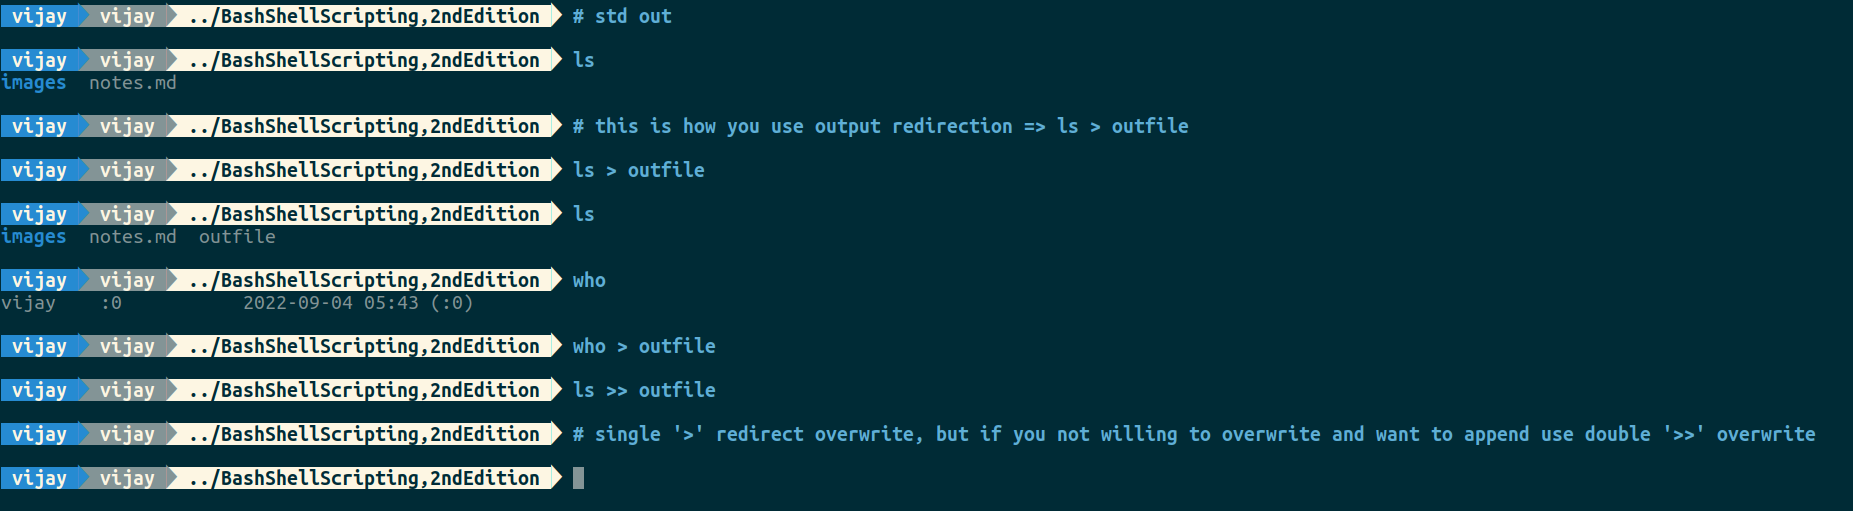 vijay vijay ../BashShellScripting,2ndEdition # std out
vijay vijay ../BashShellScripting,2ndEdition ls
images notes.md
vijay vijay ../BashShellScripting,2ndEdition # this is how you use output redirection => ls > outfile
vijay vijay ../BashShellScripting,2ndEdition ls > outfile
vijay vijay ../BashShellScripting,2ndEdition ls
images notes.md outfile
vijay vijay ../BashShellScripting,2ndEdition who
vijay :0 2022-09-04 05:43 (:0)
vijay vijay ../BashShellScripting,2ndEdition who > outfile
vijay vijay ../BashShellScripting,2ndEdition ls >> outfile
vijay vijay ../BashShellScripting,2ndEdition # single '>' redirect overwrite, but if you not willing to overwrite and want to append use double '>>' overwrite
vijay vijay ../BashShellScripting,2ndEdition